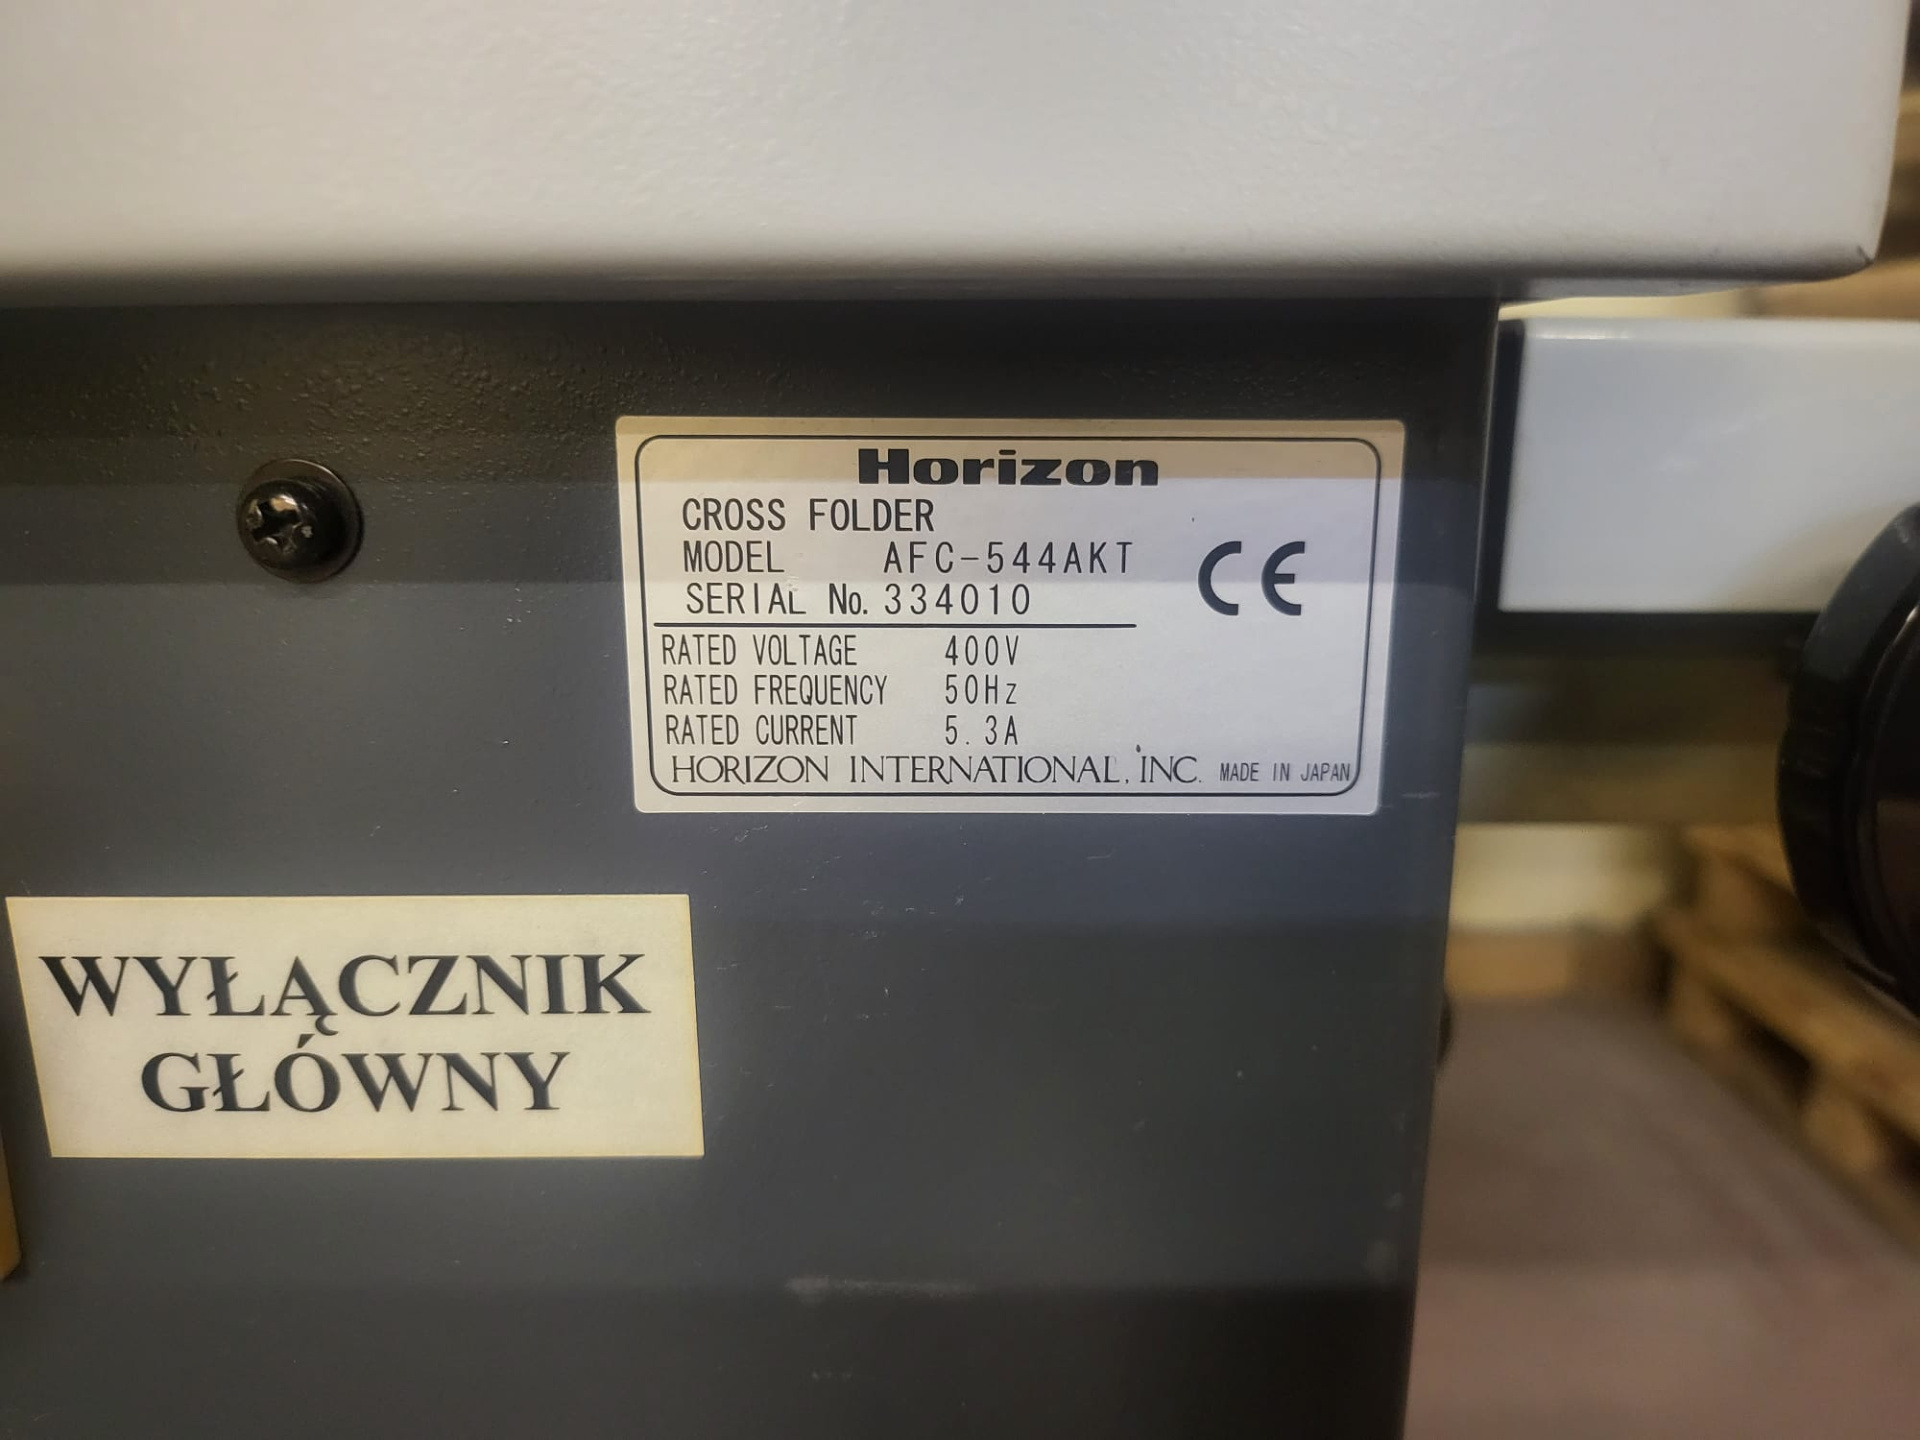 Horizon
CROSS FOLDER
MODEL AFC-544AKT
SERIAL No. 334010
CE
RATED VOLTAGE 400V
RATED FREQUENCY 50Hz
RATED CURRENT 5.3A
HORIZON INTERNATIONAL, INC. MADE IN JAPAN
WYŁĄCZNIK
GŁÓWNY